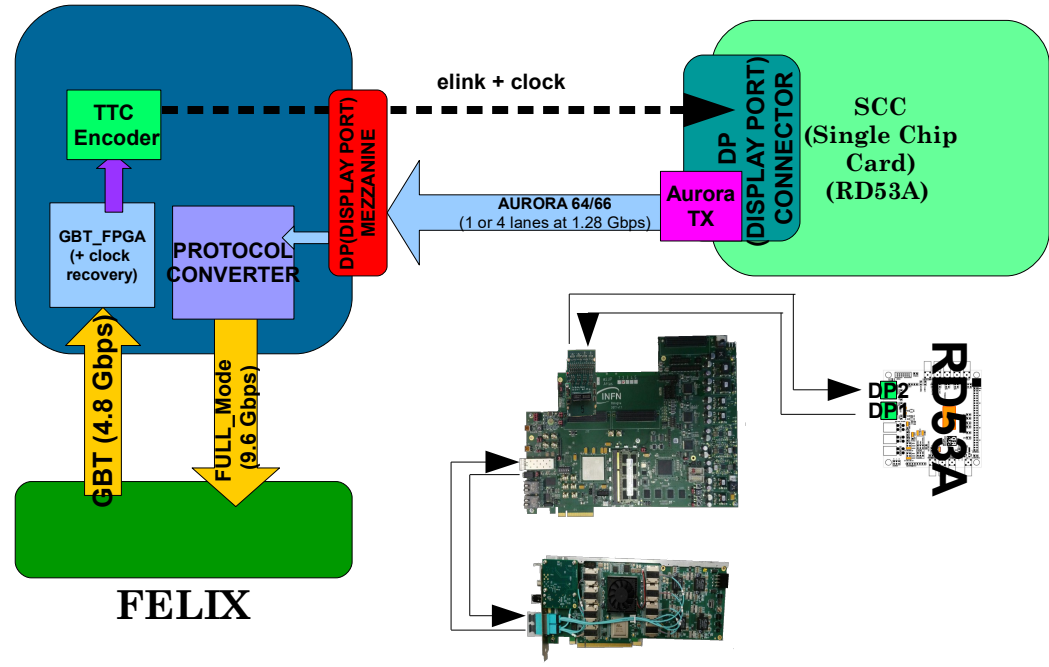 TTC
Encoder
elink + clock
DP(DISPLAY PORT)
MEZZANINE
DP
(DISPLAY PORT)
CONNECTOR
SCC
(Single Chip
Card)
(RD53A)
Aurora
TX
AURORA 64/66
(1 or 4 lanes at 1.28 Gbps)
GBT_FPGA
(+ clock
recovery)
PROTOCOL
CONVERTER
GBT (4.8 Gbps)
FULL_Mode
(9.6 Gbps)
FELIX
INFN
DP2
DP1
RD53A